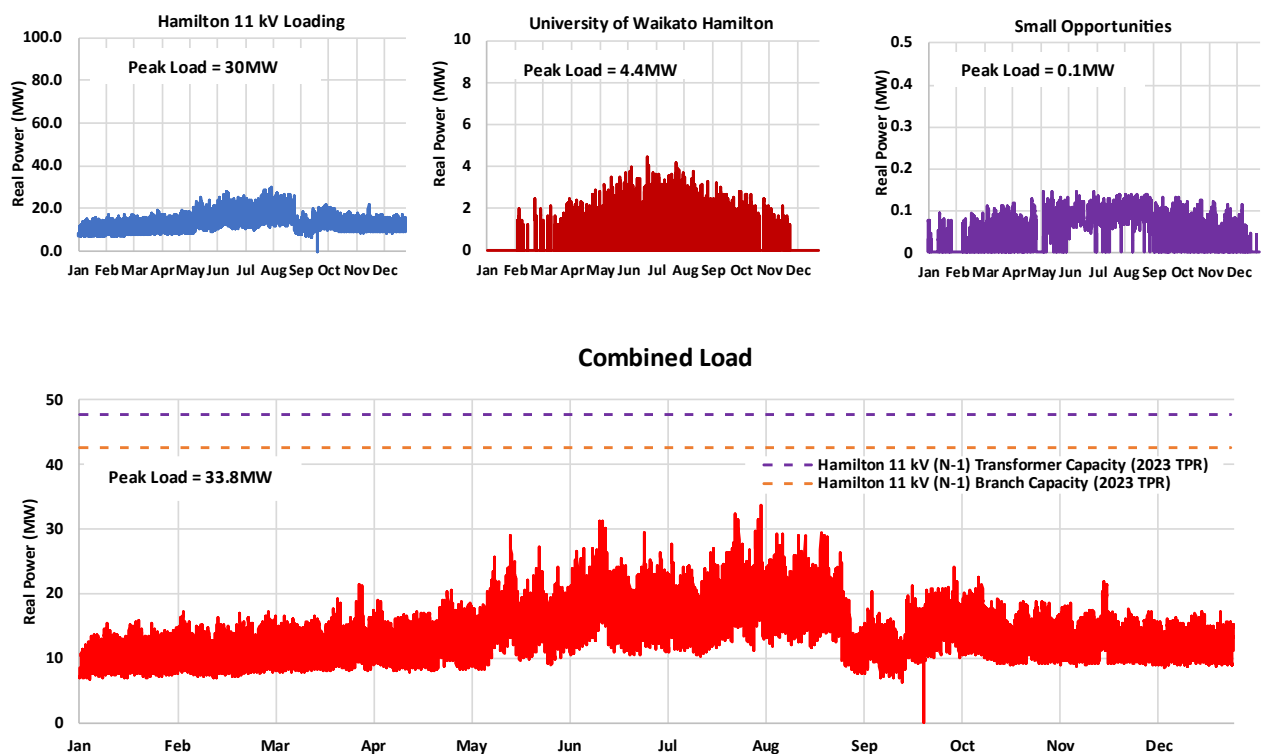 Hamilton 11 kV Loading
100.0
80.0
60.0
40.0
20.0
0.0
Real Power (MW)
Peak Load = 30MW
Jan Feb Mar Apr May Jun Jul Aug Sep Oct Nov Dec
University of Waikato Hamilton
10
8
6
4
2
0
Real Power (MW)
Peak Load = 4.4MW
Jan Feb Mar Apr May Jun Jul Aug Sep Oct Nov Dec
Small Opportunities
0.5
0.4
0.3
0.2
0.1
0
Real Power (MW)
Peak Load = 0.1MW
Jan Feb Mar Apr May Jun Jul Aug Sep Oct Nov Dec
Combined Load
50
40
30
20
10
0
Real Power (MW)
Peak Load = 33.8MW
Hamilton 11 kV (N-1) Transformer Capacity (2023 TPR)
Hamilton 11 kV (N-1) Branch Capacity (2023 TPR)
Jan Feb Mar Apr May Jun Jul Aug Sep Oct Nov Dec